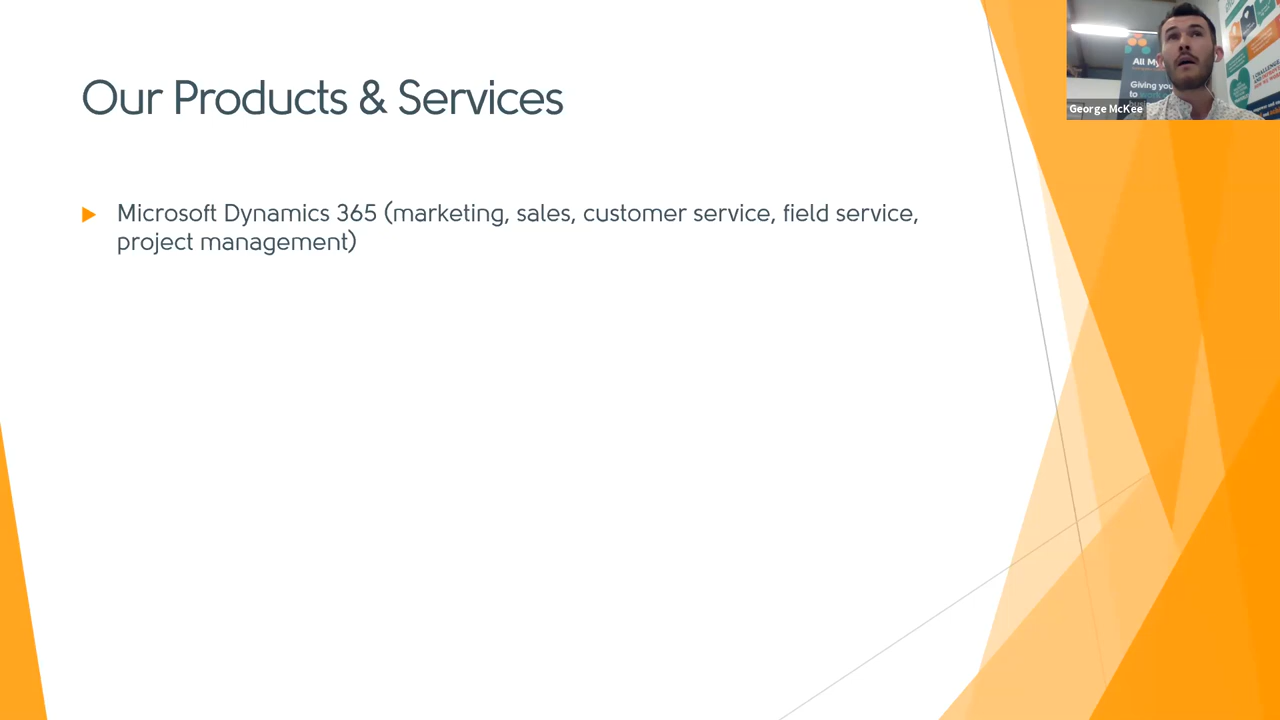 Our Products & Services
Microsoft Dynamics 365 (marketing, sales, customer service, field service,
project management)
All My
Giving you
to
George McKee
I CHALLENGE